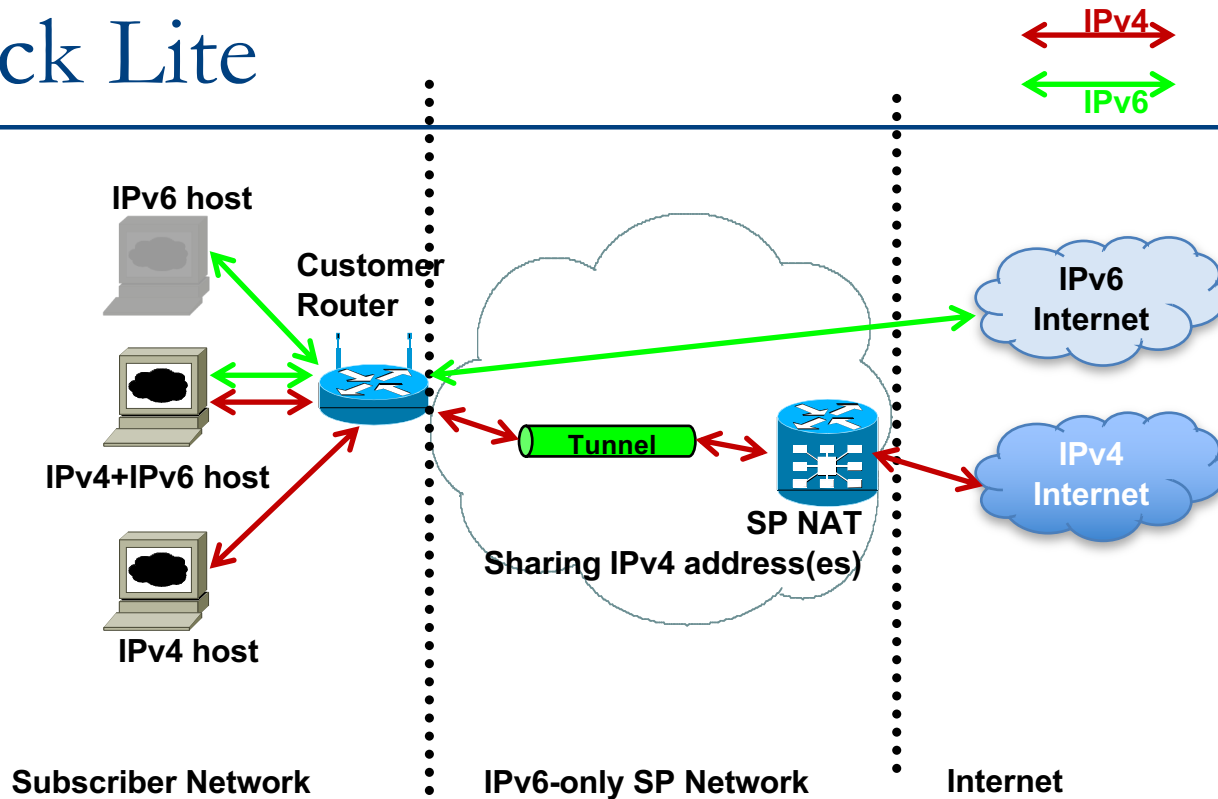 ck Lite
IPv4
IPv6
IPv6 host
Customer
Router
IPv6
Internet
IPv4+IPv6 host
Tunnel
IPv4
Internet
SP NAT
Sharing IPv4 address(es)
IPv4 host
Subscriber Network
IPv6-only SP Network
Internet